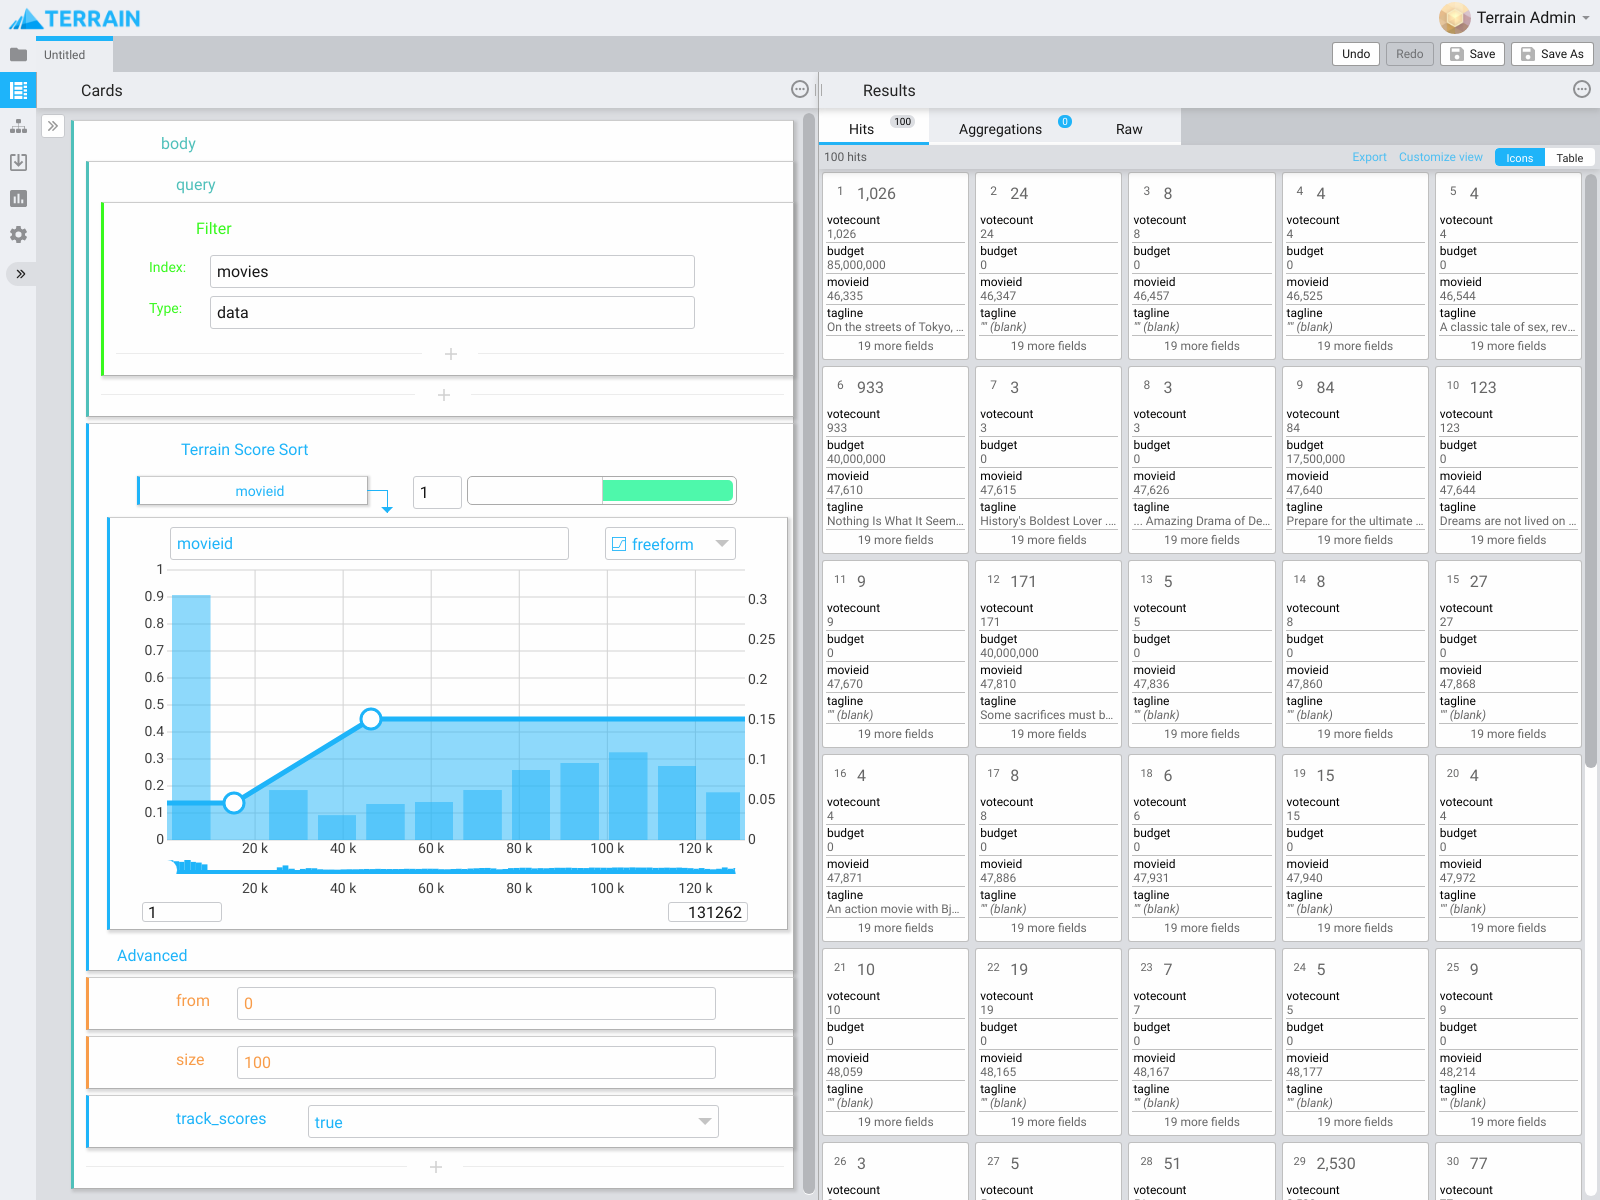 TERRAIN
Terrain Admin
Untitled
Undo
Redo
Save
Save As
Cards
body
query
Filter
Index:
movies
Type:
data
Terrain Score Sort
movieid
1
movieid
freeform
1
0.9
0.8
0.7
0.6
0.5
0.4
0.3
0.2
0.1
0
0.3
0.25
0.2
0.15
0.1
0.05
0
20 k 40 k 60 k 80 k 100 k 120 k
20 k 40 k 60 k 80 k 100 k 120 k
1
131262
Advanced
from
0
size
100
track_scores
true
Results
Hits 100
Aggregations 0
Raw
100 hits
Export
Customize view
Icons
Table
1 1,026
votecount
1,026
budget
85,000,000
movieid
46,335
tagline
On the streets of Tokyo, ...
19 more fields
2 24
votecount
24
budget
0
movieid
46,347
tagline
"" (blank)
19 more fields
3 8
votecount
8
budget
0
movieid
46,457
tagline
"" (blank)
19 more fields
4 4
votecount
4
budget
0
movieid
46,525
tagline
"" (blank)
19 more fields
5 4
votecount
4
budget
0
movieid
46,544
tagline
A classic tale of sex, rev...
19 more fields
6 933
votecount
933
budget
40,000,000
movieid
47,610
tagline
Nothing Is What It Seem...
19 more fields
7 3
votecount
3
budget
0
movieid
47,615
tagline
History's Boldest Lover ....
19 more fields
8 3
votecount
3
budget
0
movieid
47,626
tagline
... Amazing Drama of De...
19 more fields
9 84
votecount
84
budget
17,500,000
movieid
47,640
tagline
Prepare for the ultimate ...
19 more fields
10 123
votecount
123
budget
0
movieid
47,644
tagline
Dreams are not lived on ...
19 more fields
11 9
votecount
9
budget
0
movieid
47,670
tagline
"" (blank)
19 more fields
12 171
votecount
171
budget
40,000,000
movieid
47,810
tagline
Some sacrifices must b...
19 more fields
13 5
votecount
5
budget
0
movieid
47,836
tagline
"" (blank)
19 more fields
14 8
votecount
8
budget
0
movieid
47,860
tagline
"" (blank)
19 more fields
15 27
votecount
27
budget
0
movieid
47,868
tagline
"" (blank)
19 more fields
16 4
votecount
4
budget
0
movieid
47,871
tagline
An action movie with Bj...
19 more fields
17 8
votecount
8
budget
0
movieid
47,886
tagline
"" (blank)
19 more fields
18 6
votecount
6
budget
0
movieid
47,931
tagline
"" (blank)
19 more fields
19 15
votecount
15
budget
0
movieid
47,940
tagline
"" (blank)
19 more fields
20 4
votecount
4
budget
0
movieid
47,972
tagline
"" (blank)
19 more fields
21 10
votecount
10
budget
0
movieid
48,059
tagline
"" (blank)
19 more fields
22 19
votecount
19
budget
0
movieid
48,165
tagline
"" (blank)
19 more fields
23 7
votecount
7
budget
0
movieid
48,167
tagline
"" (blank)
19 more fields
24 5
votecount
5
budget
0
movieid
48,177
tagline
"" (blank)
19 more fields
25 9
votecount
9
budget
0
movieid
48,214
tagline
"" (blank)
19 more fields
26 3
votecount
27 5
votecount
28 51
votecount
29 2,530
votecount
30 77
votecount